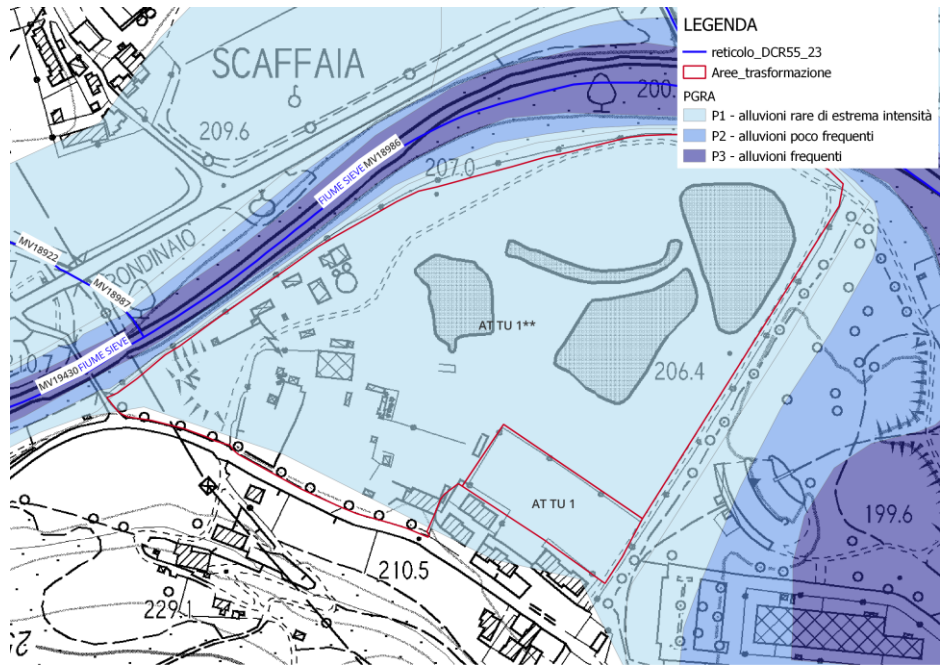 LEGENDA
reticolo_DCR55_23
Aree_trasformazione
PGRA
P1 - alluvioni rare di estrema intensità
P2 - alluvioni poco frequenti
P3 - alluvioni frequenti
SCAFFAIA
200.
209.6
207.0
FIUME SIEVE MV18986
MV18922
MV18987
RONDINAIO
210.7
MV19430 FIUME SIEVE
AT TU 1**
206.4
AT TU 1
199.6
210.5
229.1